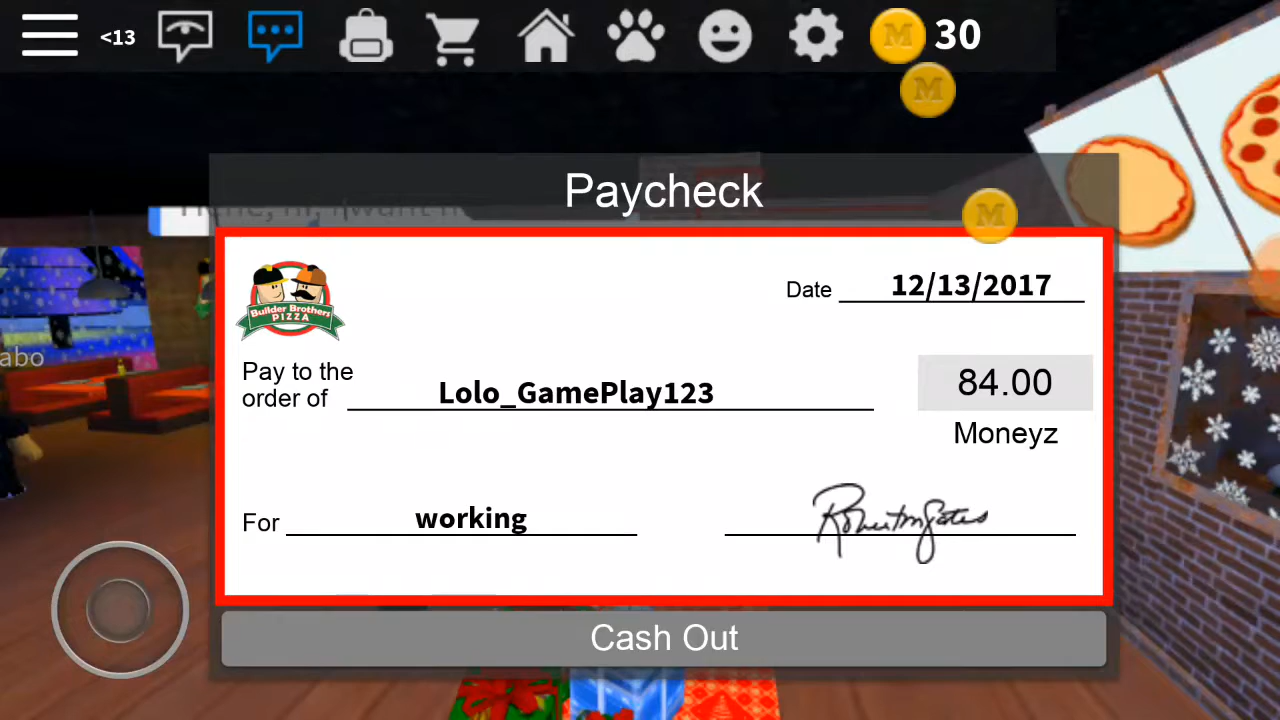 <13
M 30
M
Paycheck
M
Builder Brothers
PIZZA
Date 12/13/2017
abo
Pay to the
order of Lolo_GamePlay123
84.00
Moneyz
For working
Cash Out